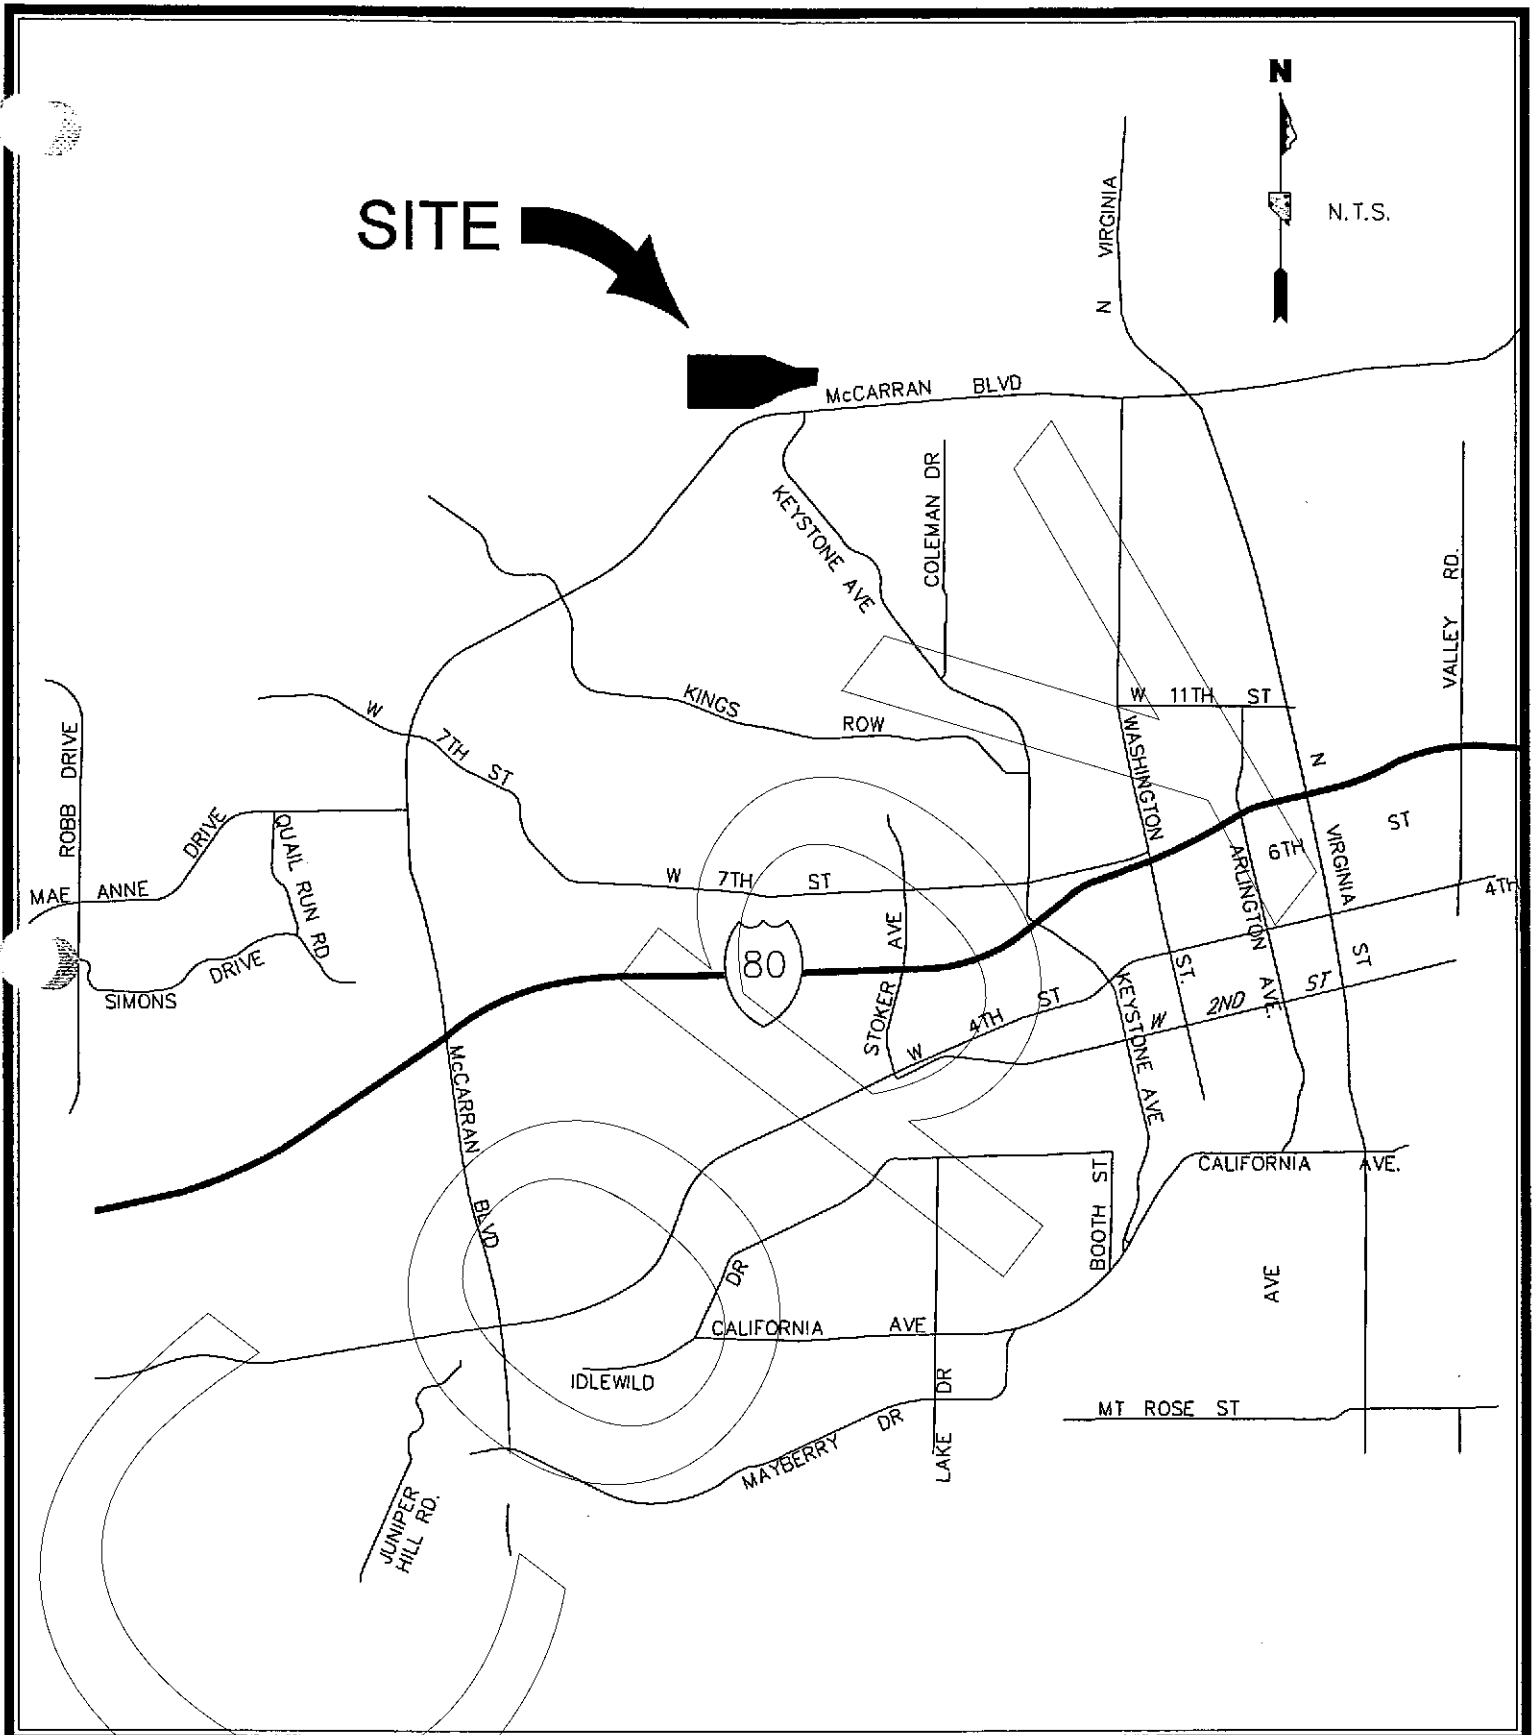 N
N.T.S.
SITE
N VIRGINIA
McCARRAN BLVD
KEYSTONE AVE
COLEMAN DR
VALLEY RD.
W 11TH ST
KINGS ROW
W 7TH ST
ROBB DRIVE
WASHINGTON ST.
N VIRGINIA ST
MAE ANNE DRIVE
QUAIL RUN RD
W 7TH ST
6TH ST
ARLINGTON AVE.
4TH
SIMONS DRIVE
80
STOKER AVE
W 4TH ST
KEYSTONE AVE
W 2ND ST
McCARRAN BLVD
CALIFORNIA AVE.
BOOTH ST
AVE
IDLEWILD DR
CALIFORNIA AVE
LAKE DR
MAYBERRY DR
MT ROSE ST
JUNIPER
HILL RD.
COPY